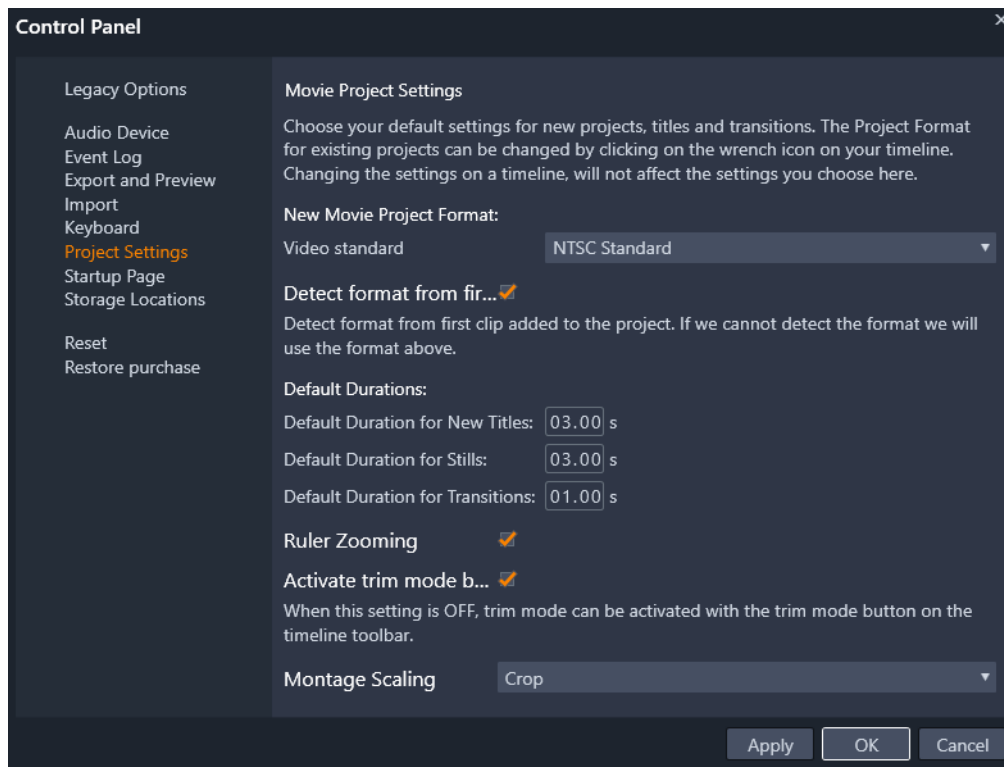 Control Panel
Legacy Options
Audio Device
Event Log
Export and Preview
Import
Keyboard
Project Settings
Startup Page
Storage Locations
Reset
Restore purchase
Movie Project Settings
Choose your default settings for new projects, titles and transitions. The Project Format
for existing projects can be changed by clicking on the wrench icon on your timeline.
Changing the settings on a timeline, will not affect the settings you choose here.
New Movie Project Format:
Video standard NTSC Standard
Detect format from fir...
Detect format from first clip added to the project. If we cannot detect the format we will
use the format above.
Default Durations:
Default Duration for New Titles: 03.00 s
Default Duration for Stills: 03.00 s
Default Duration for Transitions: 01.00 s
Ruler Zooming
Activate trim mode b...
When this setting is OFF, trim mode can be activated with the trim mode button on the
timeline toolbar.
Montage Scaling Crop
Apply OK Cancel